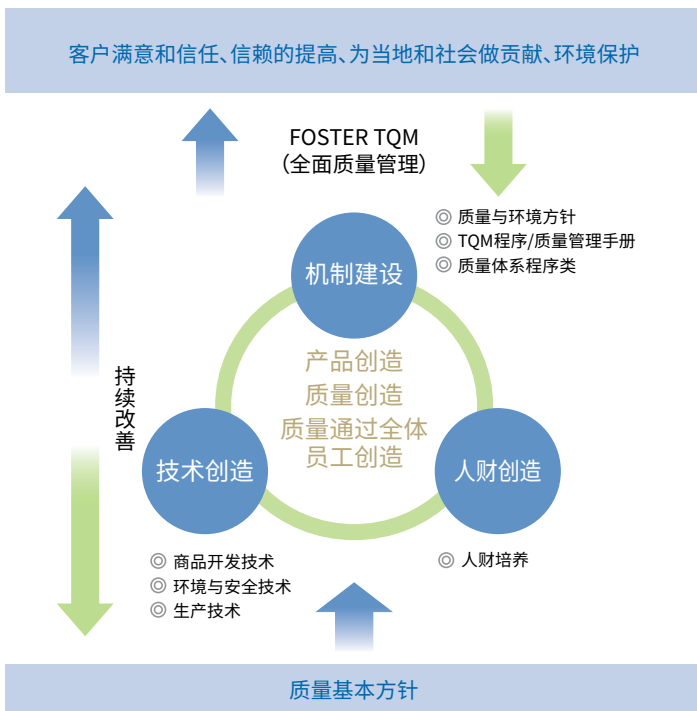 客户满意和信任、信赖的提高、为当地和社会做贡献、环境保护
FOSTER TQM
（全面质量管理）
◎ 质量与环境方针
◎ TQM程序/质量管理手册
◎ 质量体系程序类
机制建设
产品创造
质量创造
质量通过全体
员工创造
持续改善
技术创造
人财创造
◎ 商品开发技术
◎ 环境与安全技术
◎ 生产技术
◎ 人财培养
质量基本方针